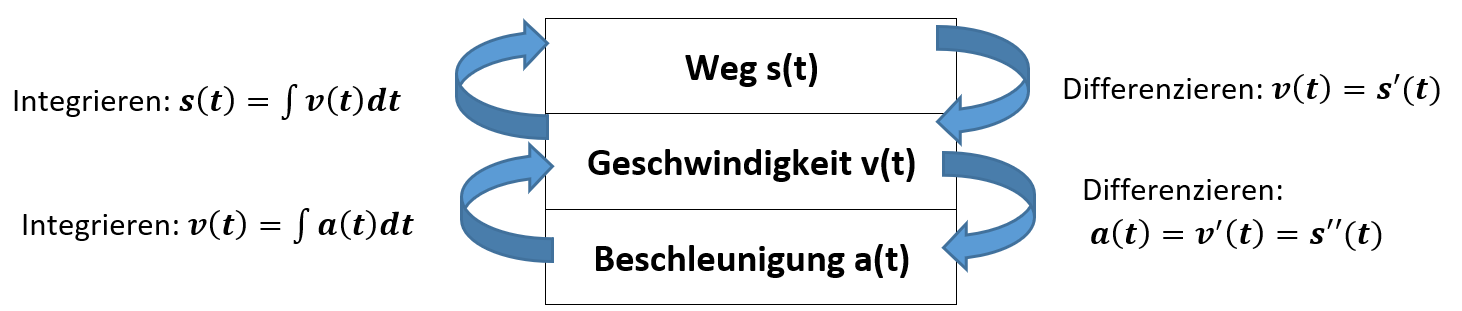 Weg s(t)
Integrieren: s(t) = ∫ v(t)dt
Differenzieren: v(t) = s′(t)
Geschwindigkeit v(t)
Integrieren: v(t) = ∫ a(t)dt
Differenzieren:
a(t) = v′(t) = s′′(t)
Beschleunigung a(t)